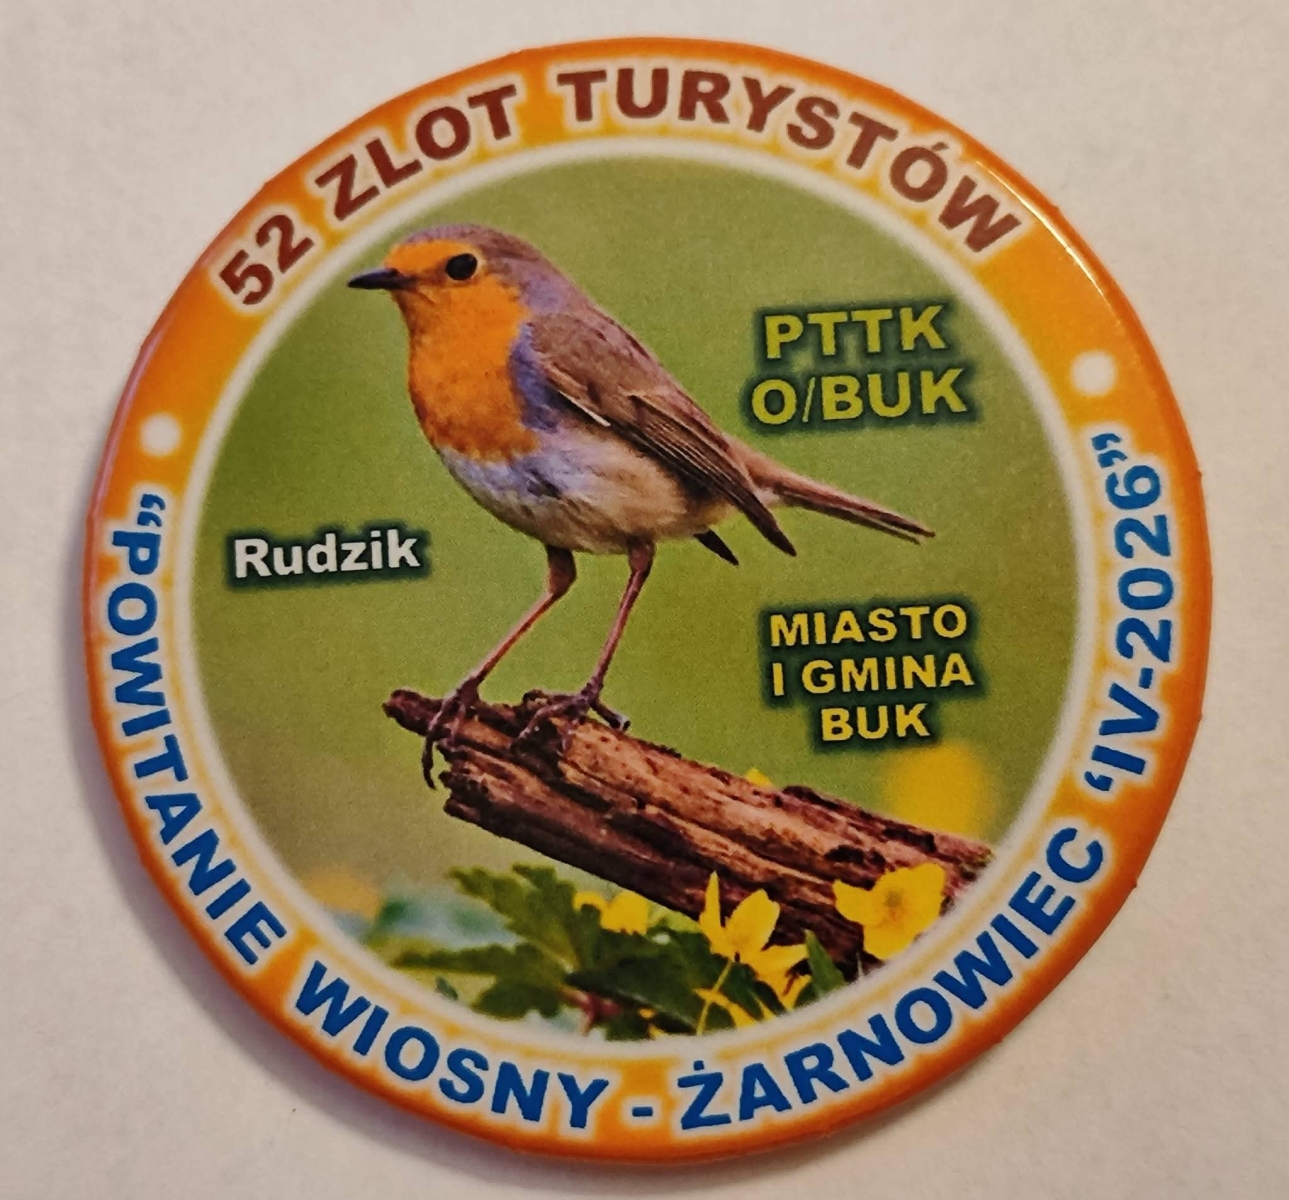 52 ZLOT TURYSTÓW
PTTK
O/BUK
Rudzik
MIASTO
I GMINA
BUK
"POWITANIE WIOSNY - ŻARNOWIEC 'IV-2026"